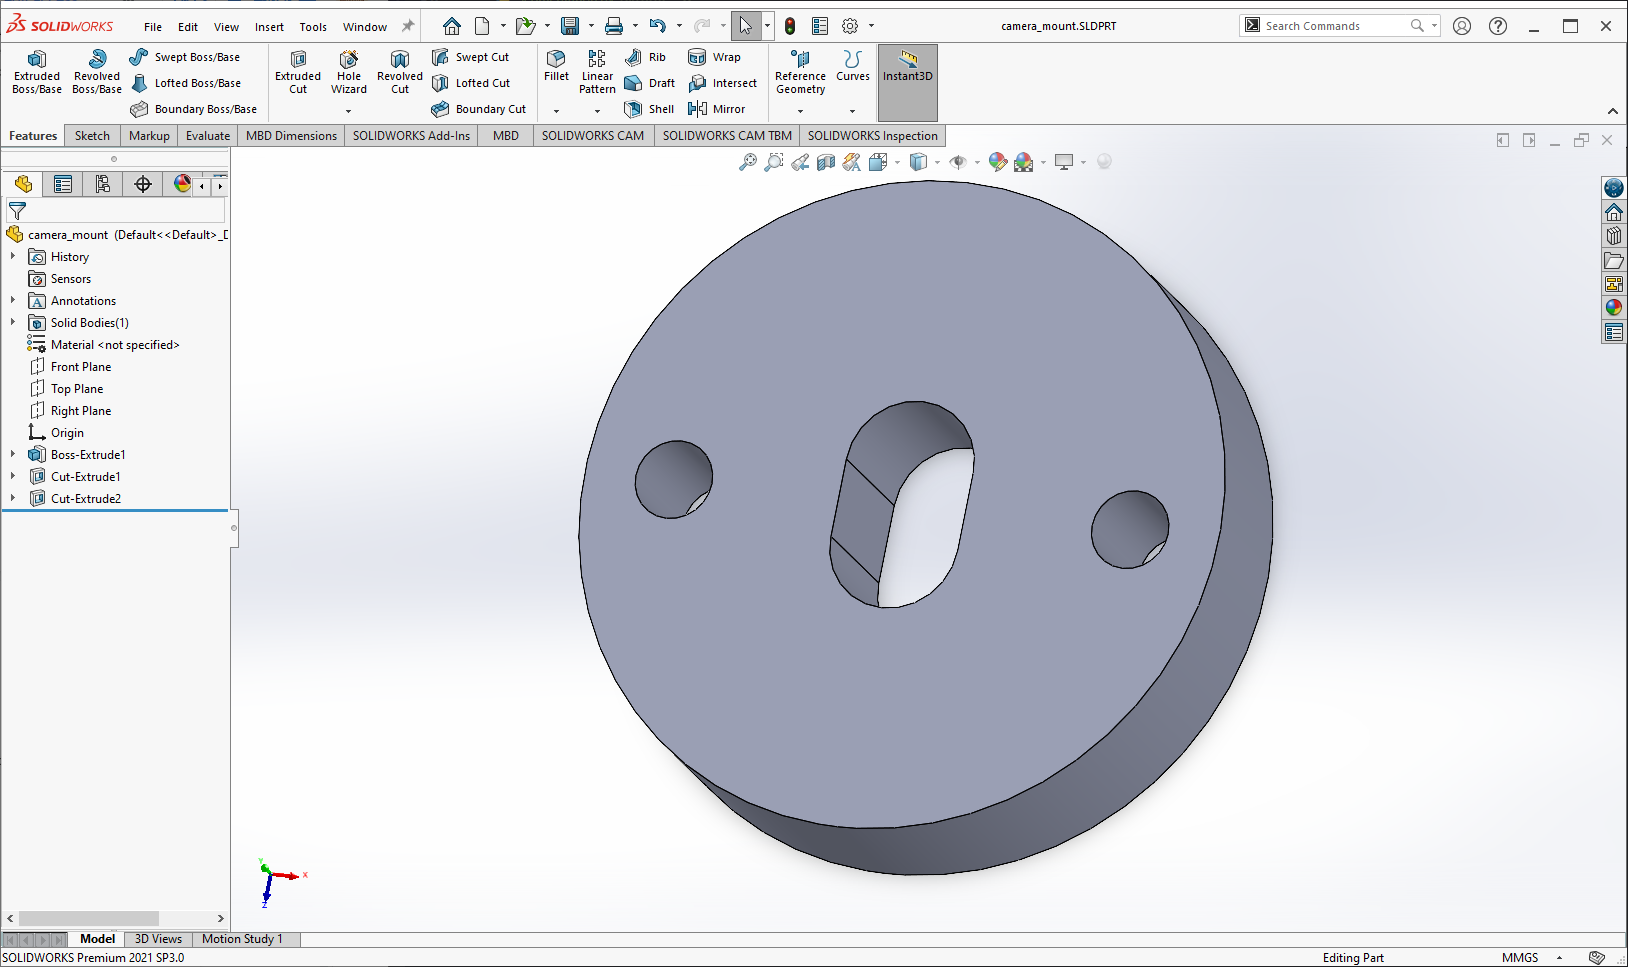 SOLIDWORKS File Edit View Insert Tools Window camera_mount.SLDPRT Search Commands
Extruded Boss/Base
Revolved Boss/Base
Swept Boss/Base
Lofted Boss/Base
Boundary Boss/Base
Extruded Cut
Hole Wizard
Revolved Cut
Swept Cut
Lofted Cut
Boundary Cut
Fillet
Linear Pattern
Rib
Draft
Shell
Wrap
Intersect
Mirror
Reference Geometry
Curves
Instant3D
Features Sketch Markup Evaluate MBD Dimensions SOLIDWORKS Add-Ins MBD SOLIDWORKS CAM SOLIDWORKS CAM TBM SOLIDWORKS Inspection
camera_mount (Default<<Default>_D
History
Sensors
Annotations
Solid Bodies(1)
Material <not specified>
Front Plane
Top Plane
Right Plane
Origin
Boss-Extrude1
Cut-Extrude1
Cut-Extrude2
Y
X
Z
Model 3D Views Motion Study 1
SOLIDWORKS Premium 2021 SP3.0 Editing Part MMGS